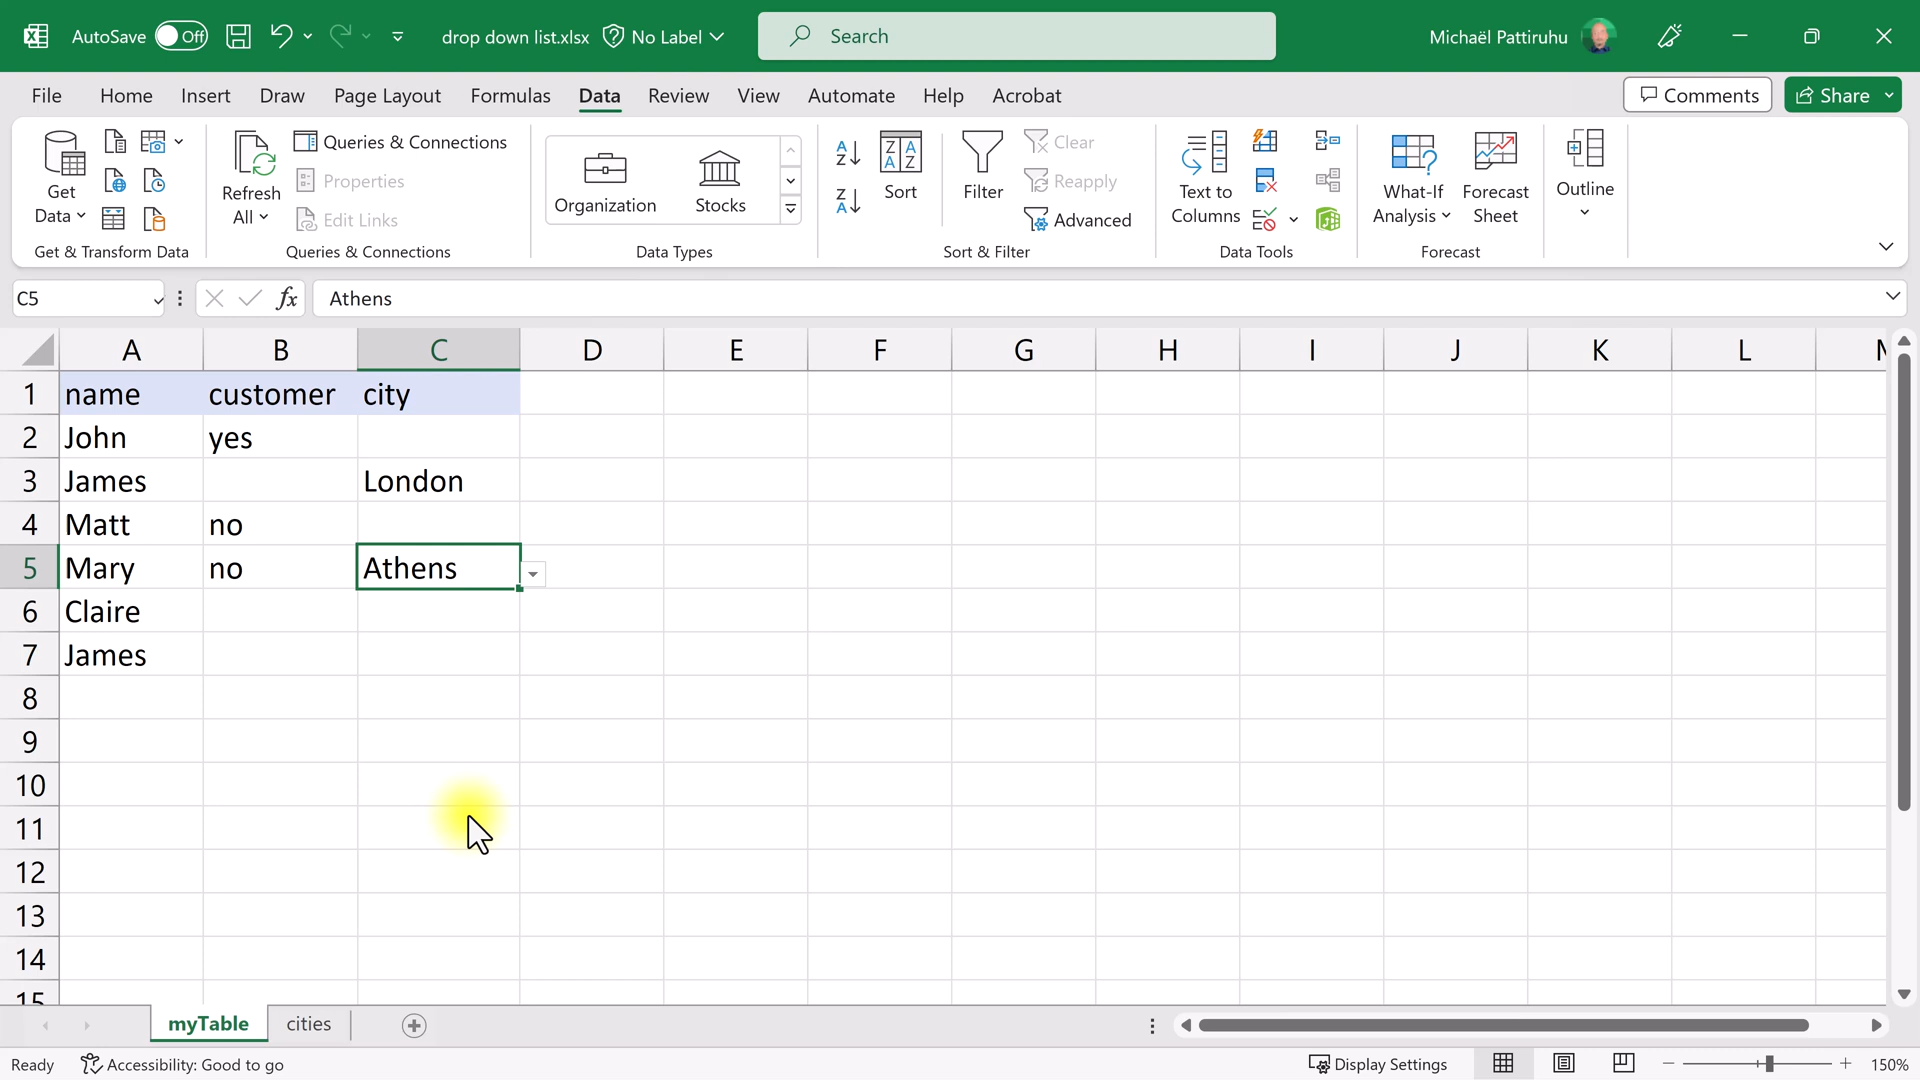 AutoSave Off drop down list.xlsx No Label Search Michaël Pattiruhu
File Home Insert Draw Page Layout Formulas Data Review View Automate Help Acrobat Comments Share
Get Data
Refresh All
Queries & Connections
Properties
Edit Links
Organization Stocks
Sort
Filter
Clear
Reapply
Advanced
Text to Columns
What-If Analysis
Forecast Sheet
Outline
Get & Transform Data Queries & Connections Data Types Sort & Filter Data Tools Forecast
C5 fx Athens
A B C D E F G H I J K L
1 name customer city
2 John yes
3 James London
4 Matt no
5 Mary no Athens
6 Claire
7 James
8
9
10
11
12
13
14
15
myTable cities
Ready Accessibility: Good to go Display Settings 150%